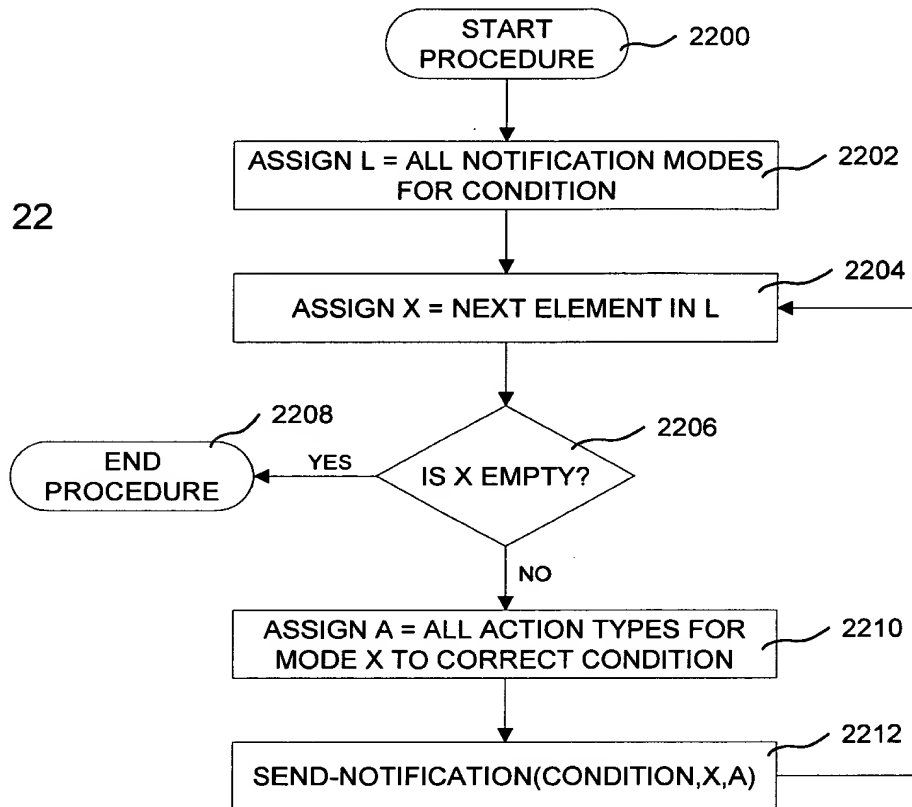 START
PROCEDURE
2200
ASSIGN L = ALL NOTIFICATION MODES
FOR CONDITION
2202
22
ASSIGN X = NEXT ELEMENT IN L
2204
IS X EMPTY?
2206
YES
END
PROCEDURE
2208
NO
ASSIGN A = ALL ACTION TYPES FOR
MODE X TO CORRECT CONDITION
2210
SEND-NOTIFICATION(CONDITION,X,A)
2212